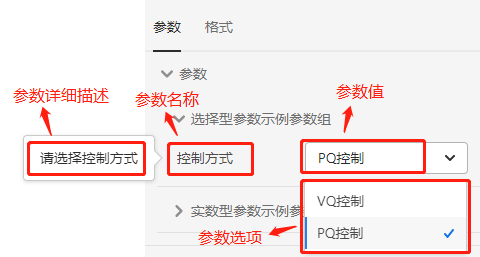 参数 格式
参数
参数详细描述
参数名称
参数值
选择型参数示例参数组
请选择控制方式
控制方式
PQ控制
VQ控制
实数型参数示例参
PQ控制
参数选项